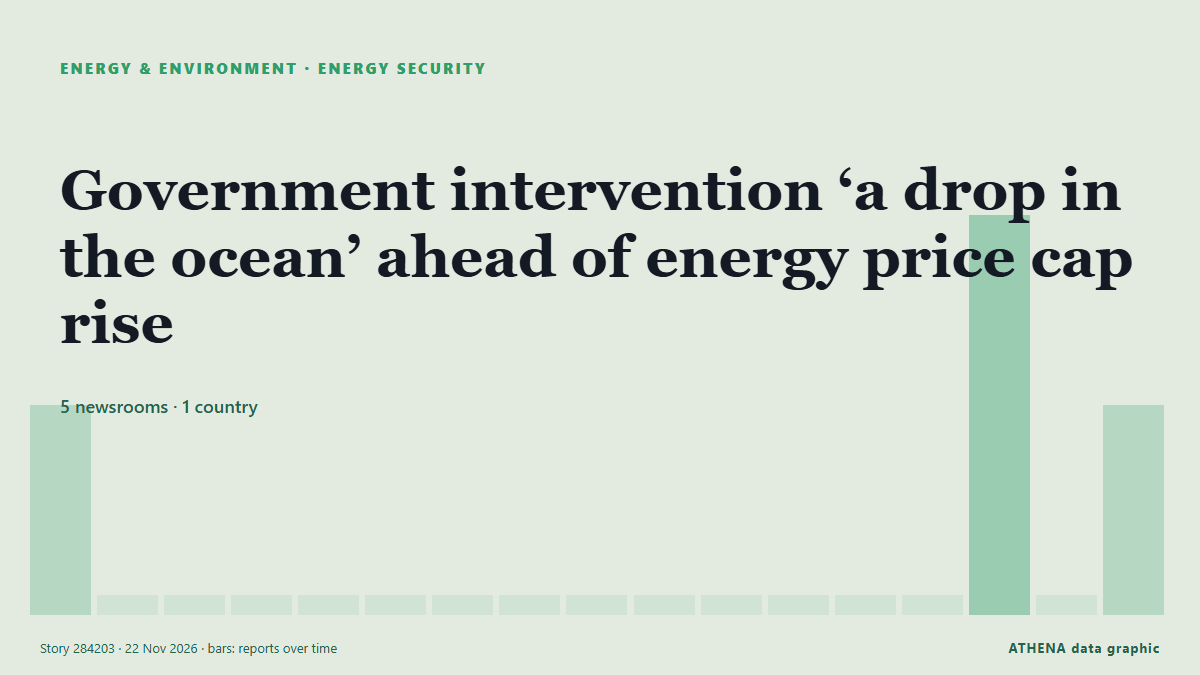 ENERGY & ENVIRONMENT · ENERGY SECURITY
Government intervention ‘a drop in
the ocean’ ahead of energy price cap
rise
5 newsrooms · 1 country
Story 284203 · 22 Nov 2026 · bars: reports over time
ATHENA data graphic